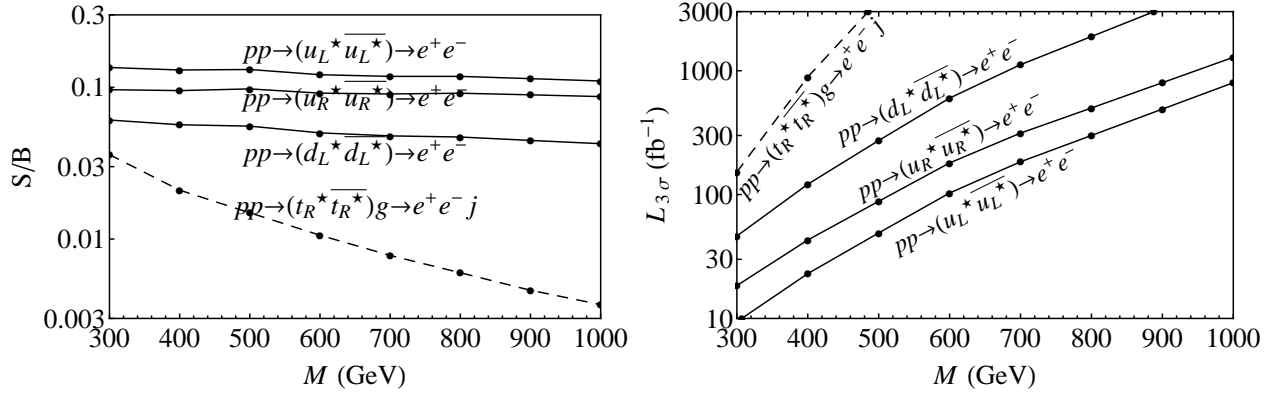 0.3
0.1
0.03
0.01
0.003
S/B
pp→(u_L★ \overline{u_L★})→e⁺e⁻
pp→(u_R★ \overline{u_R★})→e⁺e⁻
pp→(d_L★ \overline{d_L★})→e⁺e⁻
pp→(t_R★ \overline{t_R★})g→e⁺e⁻j
300 400 500 600 700 800 900 1000
M (GeV)
3000
1000
300
100
30
10
L_{3σ} (fb⁻¹)
pp→(t_R★ \overline{t_R★})g→e⁺e⁻j
pp→(d_L★ \overline{d_L★})→e⁺e⁻
pp→(u_R★ \overline{u_R★})→e⁺e⁻
pp→(u_L★ \overline{u_L★})→e⁺e⁻
300 400 500 600 700 800 900 1000
M (GeV)